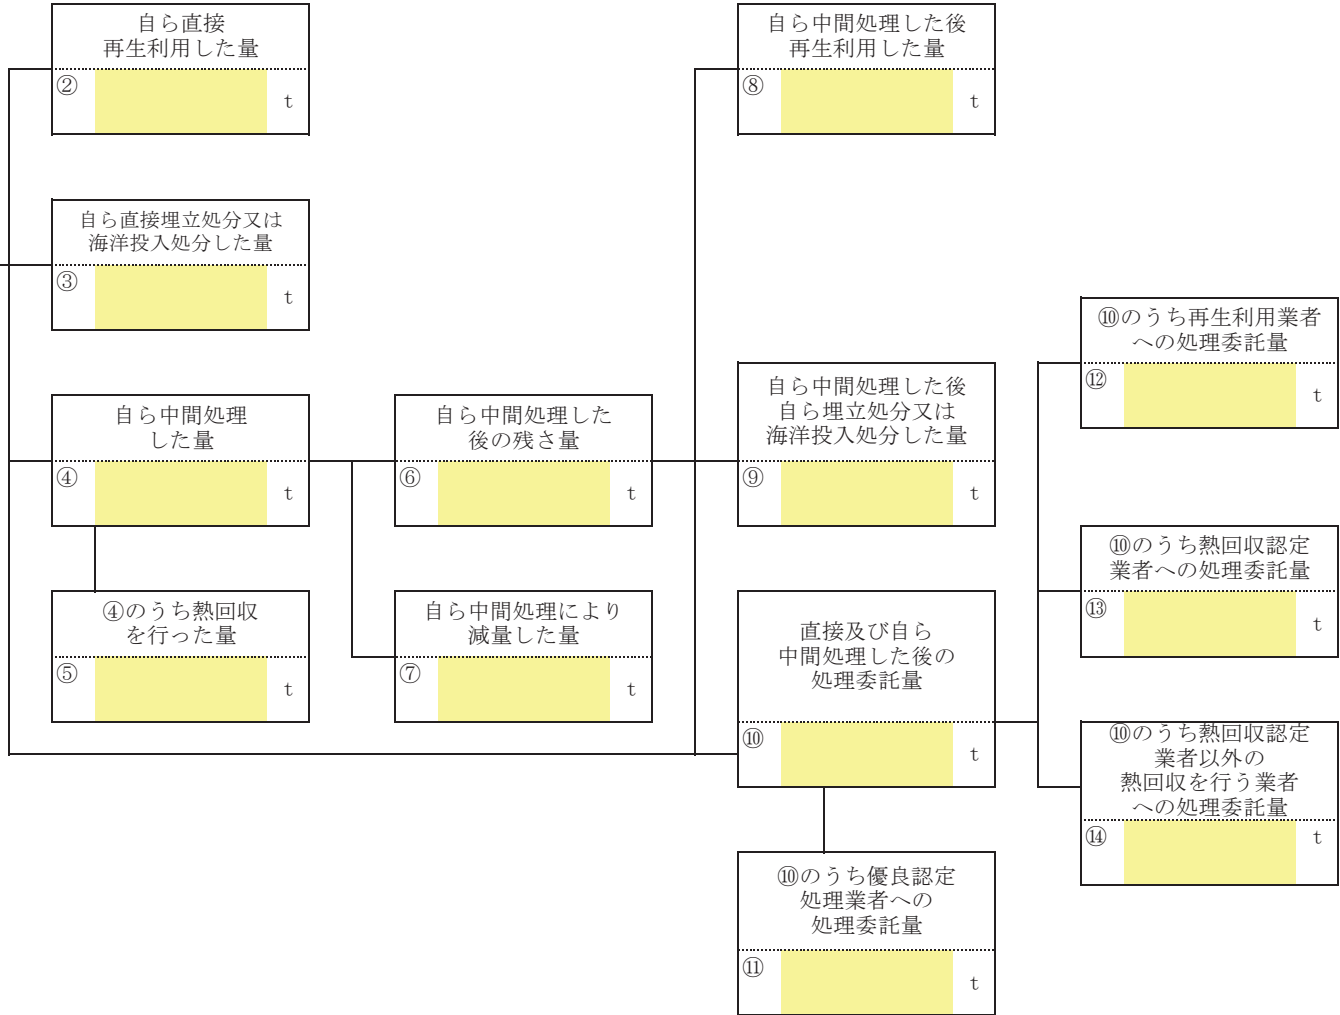 自ら直接
再生利用した量
②
t
自ら直接埋立処分又は
海洋投入処分した量
③
t
自ら中間処理
した量
④
t
④のうち熱回収
を行った量
⑤
t
自ら中間処理した
後の残さ量
⑥
t
自ら中間処理により
減量した量
⑦
t
自ら中間処理した後
再生利用した量
⑧
t
自ら中間処理した後
自ら埋立処分又は
海洋投入処分した量
⑨
t
直接及び自ら
中間処理した後の
処理委託量
⑩
t
⑩のうち優良認定
処理業者への
処理委託量
⑪
t
⑩のうち再生利用業者
への処理委託量
⑫
t
⑩のうち熱回収認定
業者への処理委託量
⑬
t
⑩のうち熱回収認定
業者以外の
熱回収を行う業者
への処理委託量
⑭
t